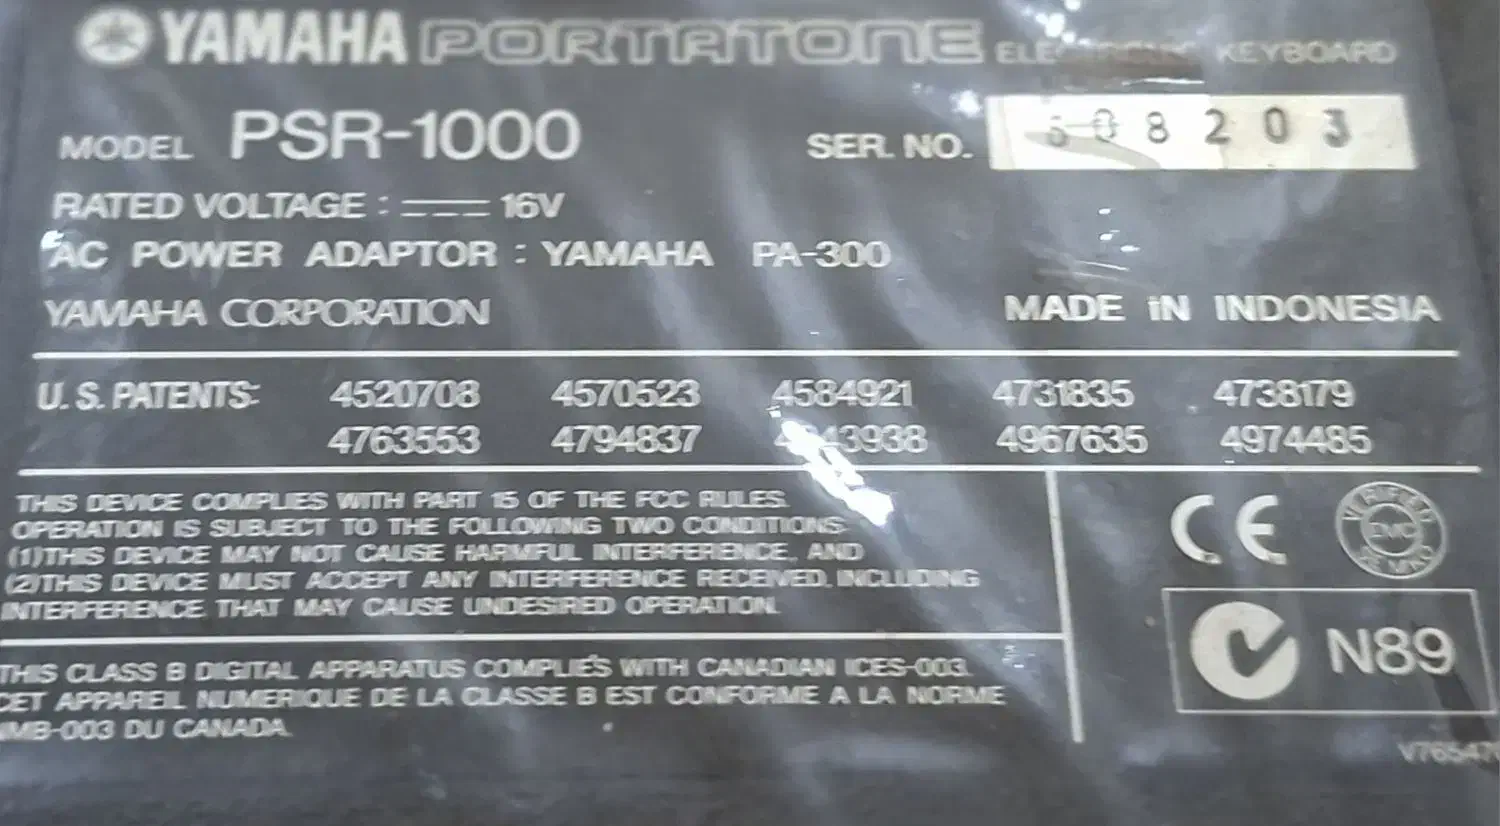 YAMAHA PORTATONE ELECTRONIC KEYBOARD
MODEL PSR-1000 SER. NO. 608203
RATED VOLTAGE : 16V
AC POWER ADAPTOR : YAMAHA PA-300
YAMAHA CORPORATION MADE IN INDONESIA
U.S. PATENTS: 4520708 4570523 4584921 4731835 4738179
4763553 4794837 4967635 4974485
THIS DEVICE COMPLIES WITH PART 15 OF THE FCC RULES.
OPERATION IS SUBJECT TO THE FOLLOWING TWO CONDITIONS:
(1)THIS DEVICE MAY NOT CAUSE HARMFUL INTERFERENCE, AND
(2)THIS DEVICE MUST ACCEPT ANY INTERFERENCE RECEIVED, INCLUDING
INTERFERENCE THAT MAY CAUSE UNDESIRED OPERATION.
CE
VERIFIED
EMC
SEMKO
N89
THIS CLASS B DIGITAL APPARATUS COMPLIES WITH CANADIAN ICES-003.
CET APPAREIL NUMERIQUE DE LA CLASSE B EST CONFORME A LA NORME
NMB-003 DU CANADA.